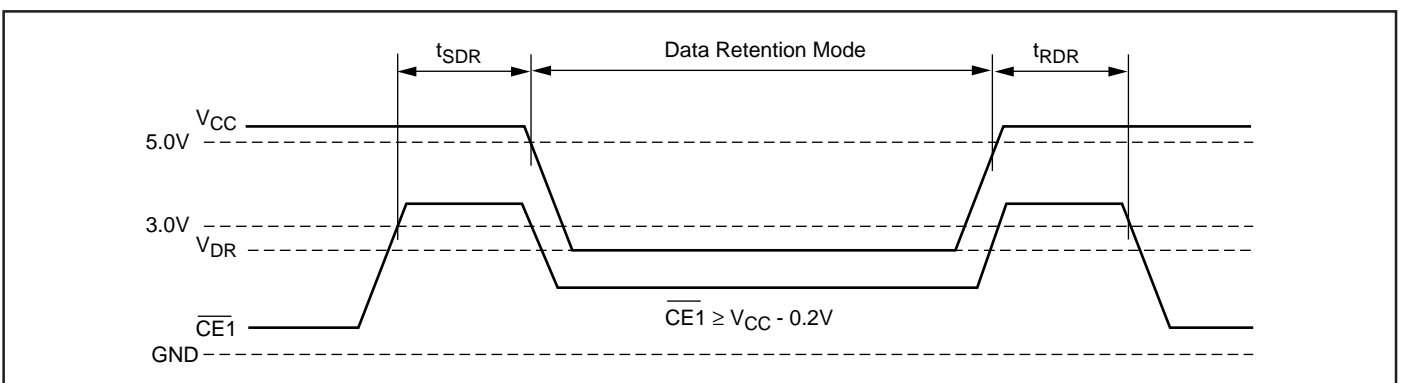 tSDR Data Retention Mode tRDR
VCC
5.0V
3.0V
VDR
CE1 ≥ VCC - 0.2V
CE1
GND